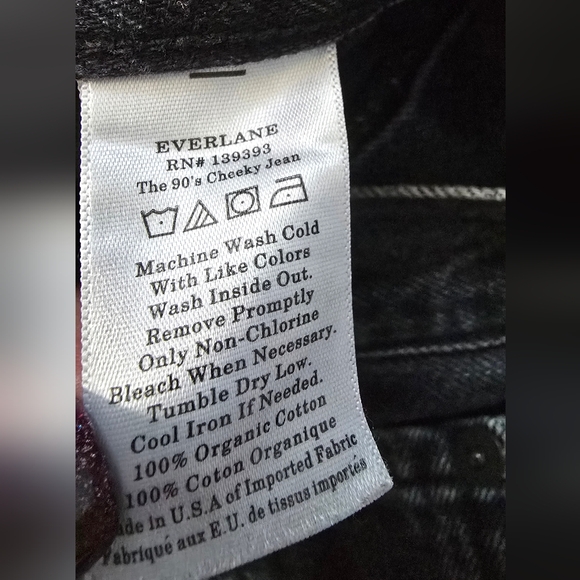 EVERLANE
RN# 139393
The 90's Cheeky Jean
Machine Wash Cold
With Like Colors
Wash Inside Out.
Remove Promptly
Only Non-Chlorine
Bleach When Necessary.
Tumble Dry Low.
Cool Iron If Needed.
100% Organic Cotton
100% Coton Organique
de in U.S.A of Imported Fabric
Fabriqué aux E.U. de tissus importés